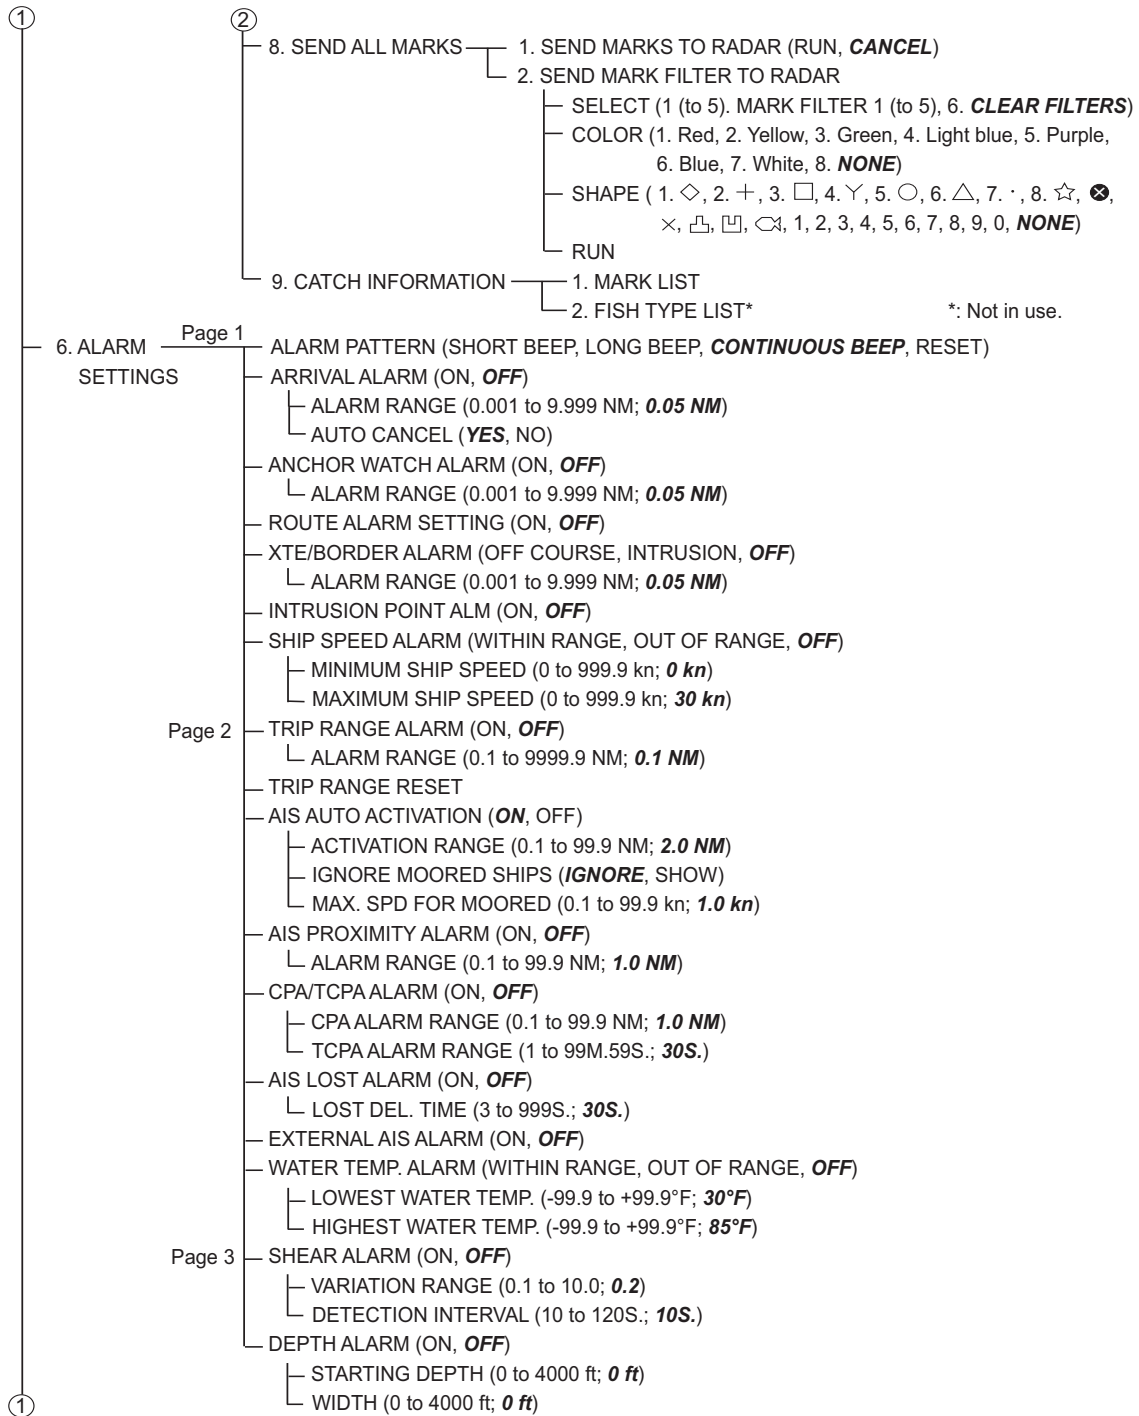 ① ②
8. SEND ALL MARKS 1. SEND MARKS TO RADAR (RUN, CANCEL)
2. SEND MARK FILTER TO RADAR
SELECT (1 (to 5). MARK FILTER 1 (to 5), 6. CLEAR FILTERS)
COLOR (1. Red, 2. Yellow, 3. Green, 4. Light blue, 5. Purple,
6. Blue, 7. White, 8. NONE)
SHAPE ( 1. ◇, 2. +, 3. □, 4. Y, 5. ○, 6. △, 7. ·, 8. ☆, ⊗,
×, 凸, 凹, 1, 2, 3, 4, 5, 6, 7, 8, 9, 0, NONE)
RUN
9. CATCH INFORMATION 1. MARK LIST
2. FISH TYPE LIST* *: Not in use.
6. ALARM Page 1 ALARM PATTERN (SHORT BEEP, LONG BEEP, CONTINUOUS BEEP, RESET)
SETTINGS ARRIVAL ALARM (ON, OFF)
ALARM RANGE (0.001 to 9.999 NM; 0.05 NM)
AUTO CANCEL (YES, NO)
ANCHOR WATCH ALARM (ON, OFF)
ALARM RANGE (0.001 to 9.999 NM; 0.05 NM)
ROUTE ALARM SETTING (ON, OFF)
XTE/BORDER ALARM (OFF COURSE, INTRUSION, OFF)
ALARM RANGE (0.001 to 9.999 NM; 0.05 NM)
INTRUSION POINT ALM (ON, OFF)
SHIP SPEED ALARM (WITHIN RANGE, OUT OF RANGE, OFF)
MINIMUM SHIP SPEED (0 to 999.9 kn; 0 kn)
MAXIMUM SHIP SPEED (0 to 999.9 kn; 30 kn)
Page 2 TRIP RANGE ALARM (ON, OFF)
ALARM RANGE (0.1 to 9999.9 NM; 0.1 NM)
TRIP RANGE RESET
AIS AUTO ACTIVATION (ON, OFF)
ACTIVATION RANGE (0.1 to 99.9 NM; 2.0 NM)
IGNORE MOORED SHIPS (IGNORE, SHOW)
MAX. SPD FOR MOORED (0.1 to 99.9 kn; 1.0 kn)
AIS PROXIMITY ALARM (ON, OFF)
ALARM RANGE (0.1 to 99.9 NM; 1.0 NM)
CPA/TCPA ALARM (ON, OFF)
CPA ALARM RANGE (0.1 to 99.9 NM; 1.0 NM)
TCPA ALARM RANGE (1 to 99M.59S.; 30S.)
AIS LOST ALARM (ON, OFF)
LOST DEL. TIME (3 to 999S.; 30S.)
EXTERNAL AIS ALARM (ON, OFF)
WATER TEMP. ALARM (WITHIN RANGE, OUT OF RANGE, OFF)
LOWEST WATER TEMP. (-99.9 to +99.9°F; 30°F)
HIGHEST WATER TEMP. (-99.9 to +99.9°F; 85°F)
Page 3 SHEAR ALARM (ON, OFF)
VARIATION RANGE (0.1 to 10.0; 0.2)
DETECTION INTERVAL (10 to 120S.; 10S.)
DEPTH ALARM (ON, OFF)
STARTING DEPTH (0 to 4000 ft; 0 ft)
① WIDTH (0 to 4000 ft; 0 ft)